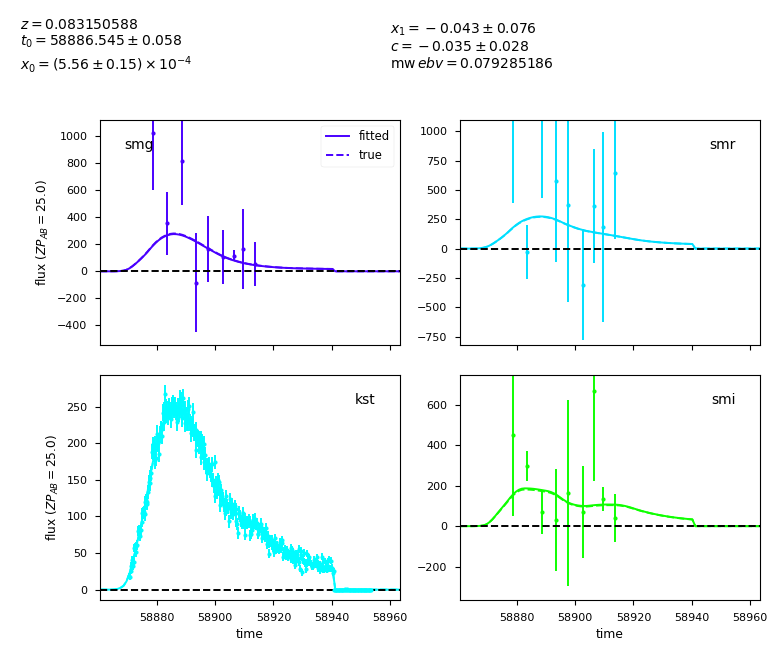 z = 0.083150588
t₀ = 58886.545 ± 0.058
x₀ = (5.56 ± 0.15) × 10⁻⁴
x₁ = −0.043 ± 0.076
c = −0.035 ± 0.028
mw ebv = 0.079285186
smg
fitted
true
1000
800
600
400
200
0
−200
−400
flux (ZP_AB = 25.0)
smr
1000
750
500
250
0
−250
−500
−750
kst
250
200
150
100
50
0
flux (ZP_AB = 25.0)
58880 58900 58920 58940 58960
time
smi
600
400
200
0
−200
58880 58900 58920 58940 58960
time